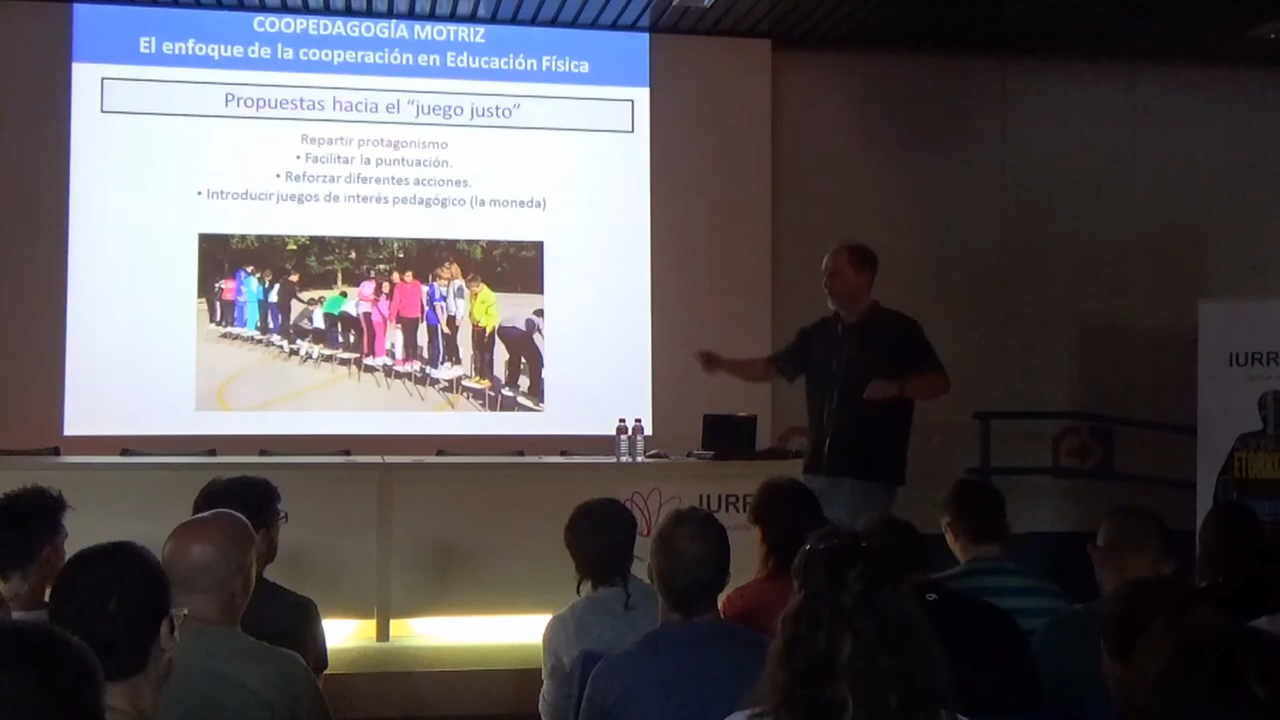 COOPEDAGOGÍA MOTRIZ
El enfoque de la cooperación en Educación Física
Propuestas hacia el "juego justo"
Repartir protagonismo
• Facilitar la puntuación.
• Reforzar diferentes acciones.
• Introducir juegos de interés pedagógico (la moneda)
IURR
IURR